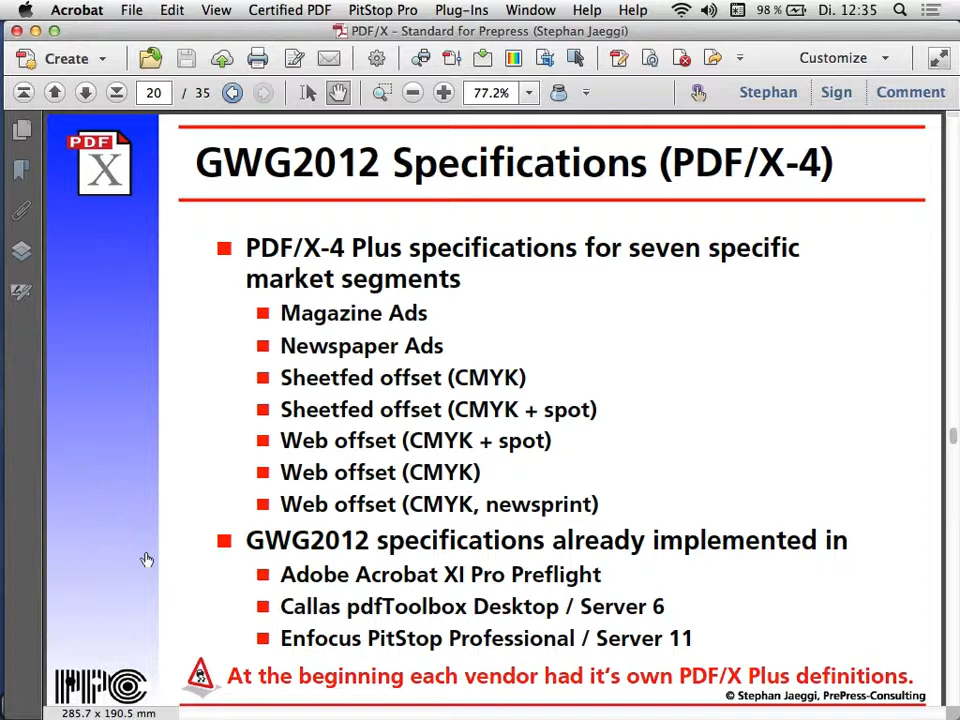 Acrobat File Edit View Certified PDF PitStop Pro Plug-Ins Window Help Help 98 % Di. 12:35
PDF/X - Standard for Prepress (Stephan Jaeggi)
Create Customize
20 / 35 77.2% Stephan Sign Comment
PDF
X
GWG2012 Specifications (PDF/X-4)
PDF/X-4 Plus specifications for seven specific
market segments
Magazine Ads
Newspaper Ads
Sheetfed offset (CMYK)
Sheetfed offset (CMYK + spot)
Web offset (CMYK + spot)
Web offset (CMYK)
Web offset (CMYK, newsprint)
GWG2012 specifications already implemented in
Adobe Acrobat XI Pro Preflight
Callas pdfToolbox Desktop / Server 6
Enfocus PitStop Professional / Server 11
At the beginning each vendor had it's own PDF/X Plus definitions.
PPC
© Stephan Jaeggi, PrePress-Consulting
285.7 x 190.5 mm